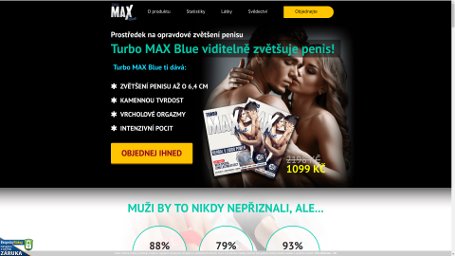 MAX
O produktu
Statistiky
Látky
Svědectví
Objednejte
Prostředek na opravdové zvětšení penisu
Turbo MAX Blue viditelně zvětšuje penis!
Turbo MAX Blue ti dává:
ZVĚTŠENÍ PENISU AŽ O 6,4 CM
KAMENNOU TVRDOST
VRCHOLOVÉ ORGAZMY
INTENZIVNÍ POCIT
TURBO
MAX
OBJEDNEJ IHNED
2198 KČ
1099 KČ
MUŽI BY TO NIKDY NEPŘIZNALI, ALE...
88%
79%
93%
ZÁRUKA